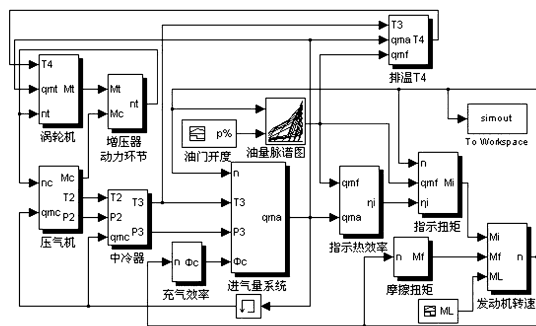 T3
qma T4
qmf
排温T4
T4
qmt Mt
nt
涡轮机
Mt
nt
Mc
增压器
动力环节
p%
油门开度
油量脉谱图
simout
To Workspace
nc Mc
T2
qmc P2
压气机
T2
T3
P2
qmc P3
中冷器
n
T3
qma
P3
Φc
进气量系统
n Φc
充气效率
qmf
ηi
qma
指示热效率
n
qmf Mi
ηi
指示扭矩
n Mf
摩擦扭矩
Mi
Mf n
ML
发动机转速
ML